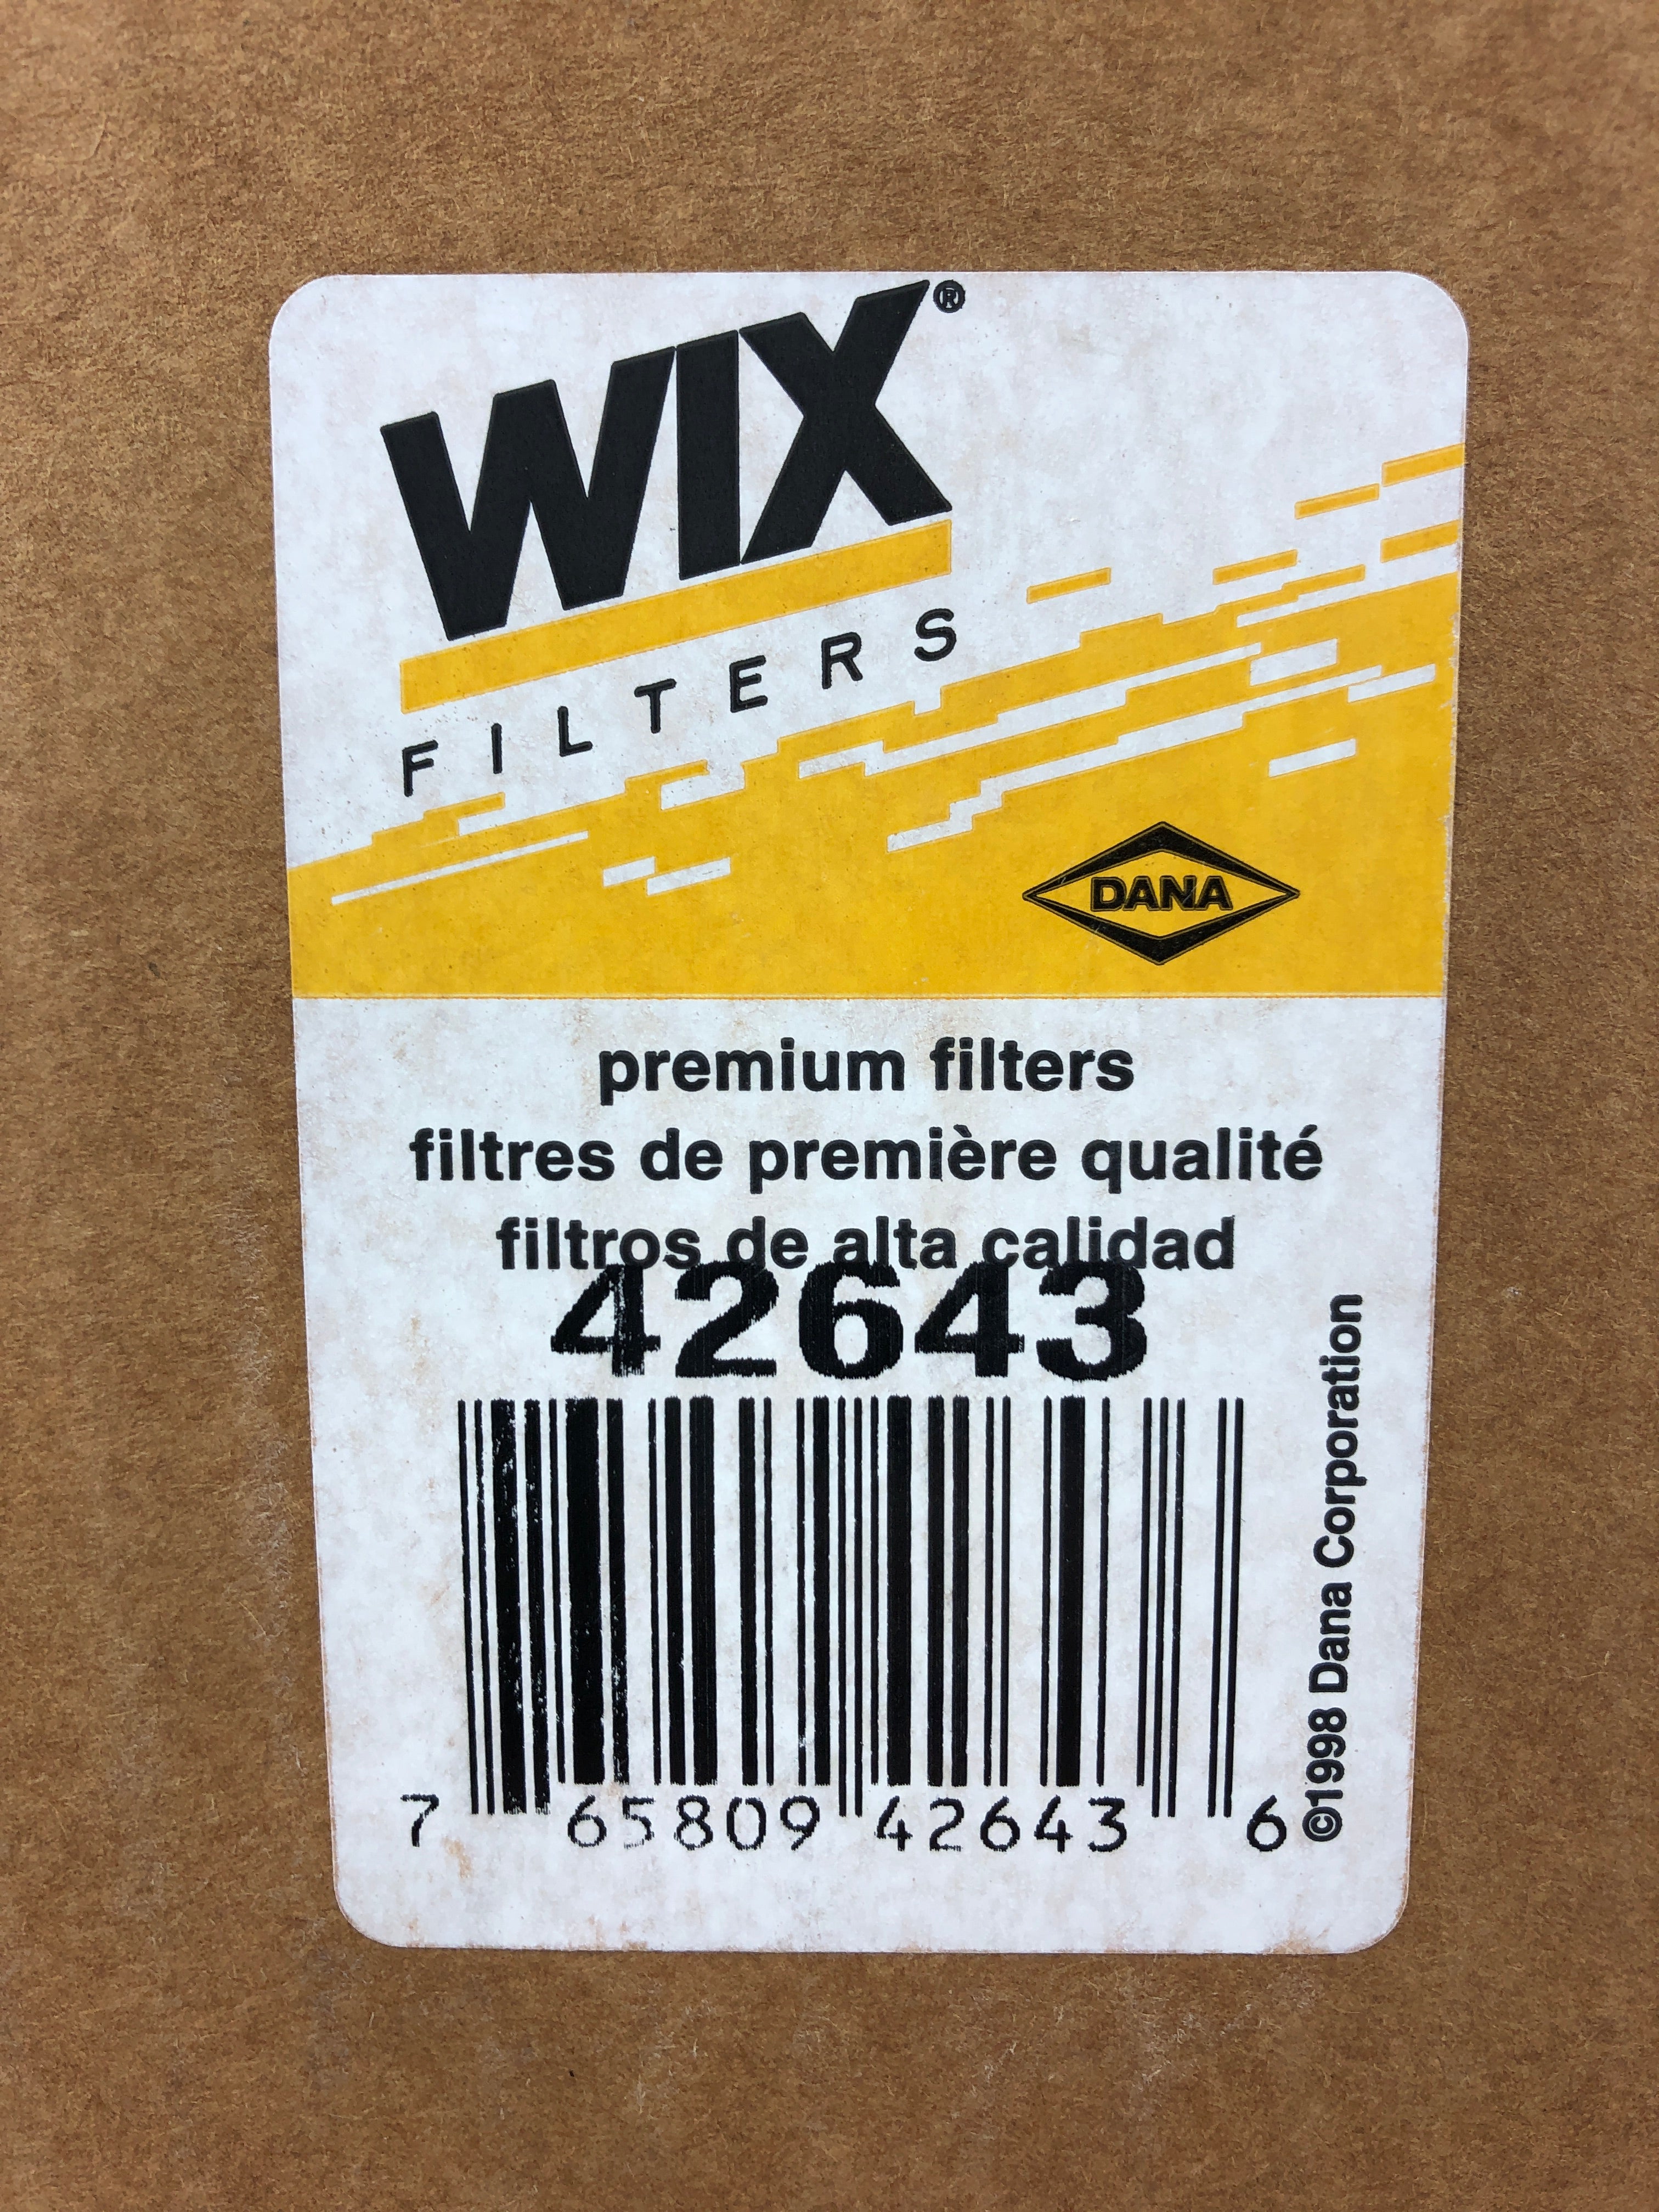 WIX®
FILTERS
DANA
premium filters
filtres de première qualité
filtros de alta calidad
42643
7 65809 42643 6
©1998 Dana Corporation